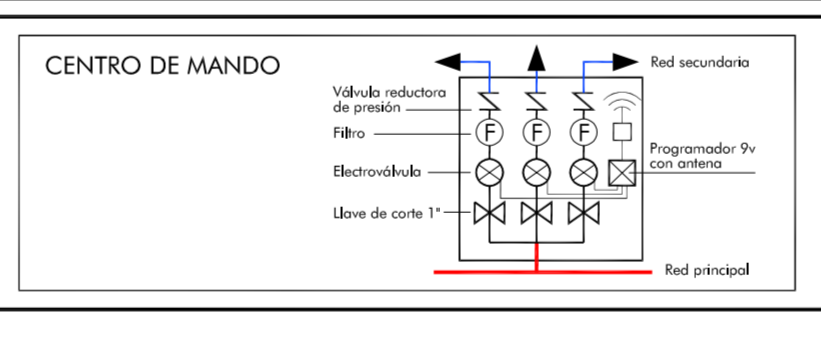 CENTRO DE MANDO
Red secundaria
Válvula reductora
de presión
Filtro
F F F
Programador 9v
con antena
Electroválvula
Llave de corte 1"
Red principal